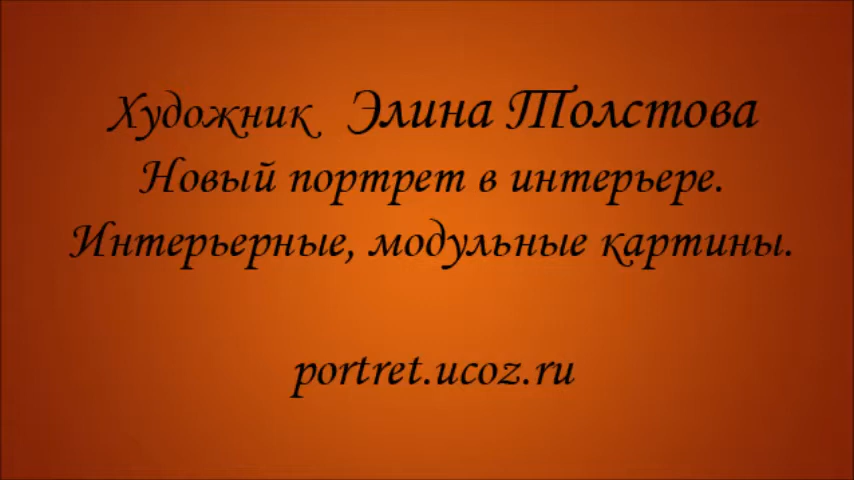 Художник Элина Толстова
Новый портрет в интерьере.
Интерьерные, модульные картины.
portret.ucoz.ru